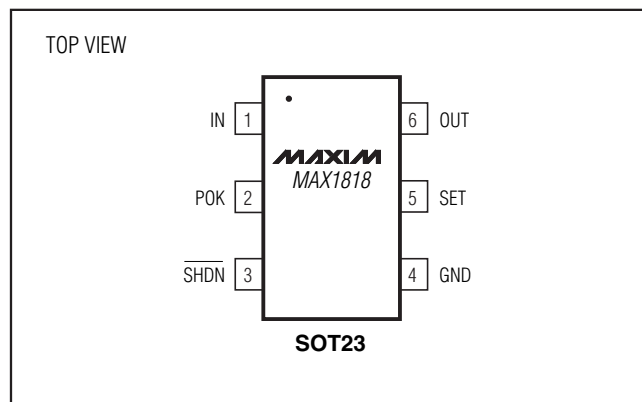 TOP VIEW
IN 1 6 OUT
MAXIM
MAX1818
POK 2 5 SET
SHDN 3 4 GND
SOT23